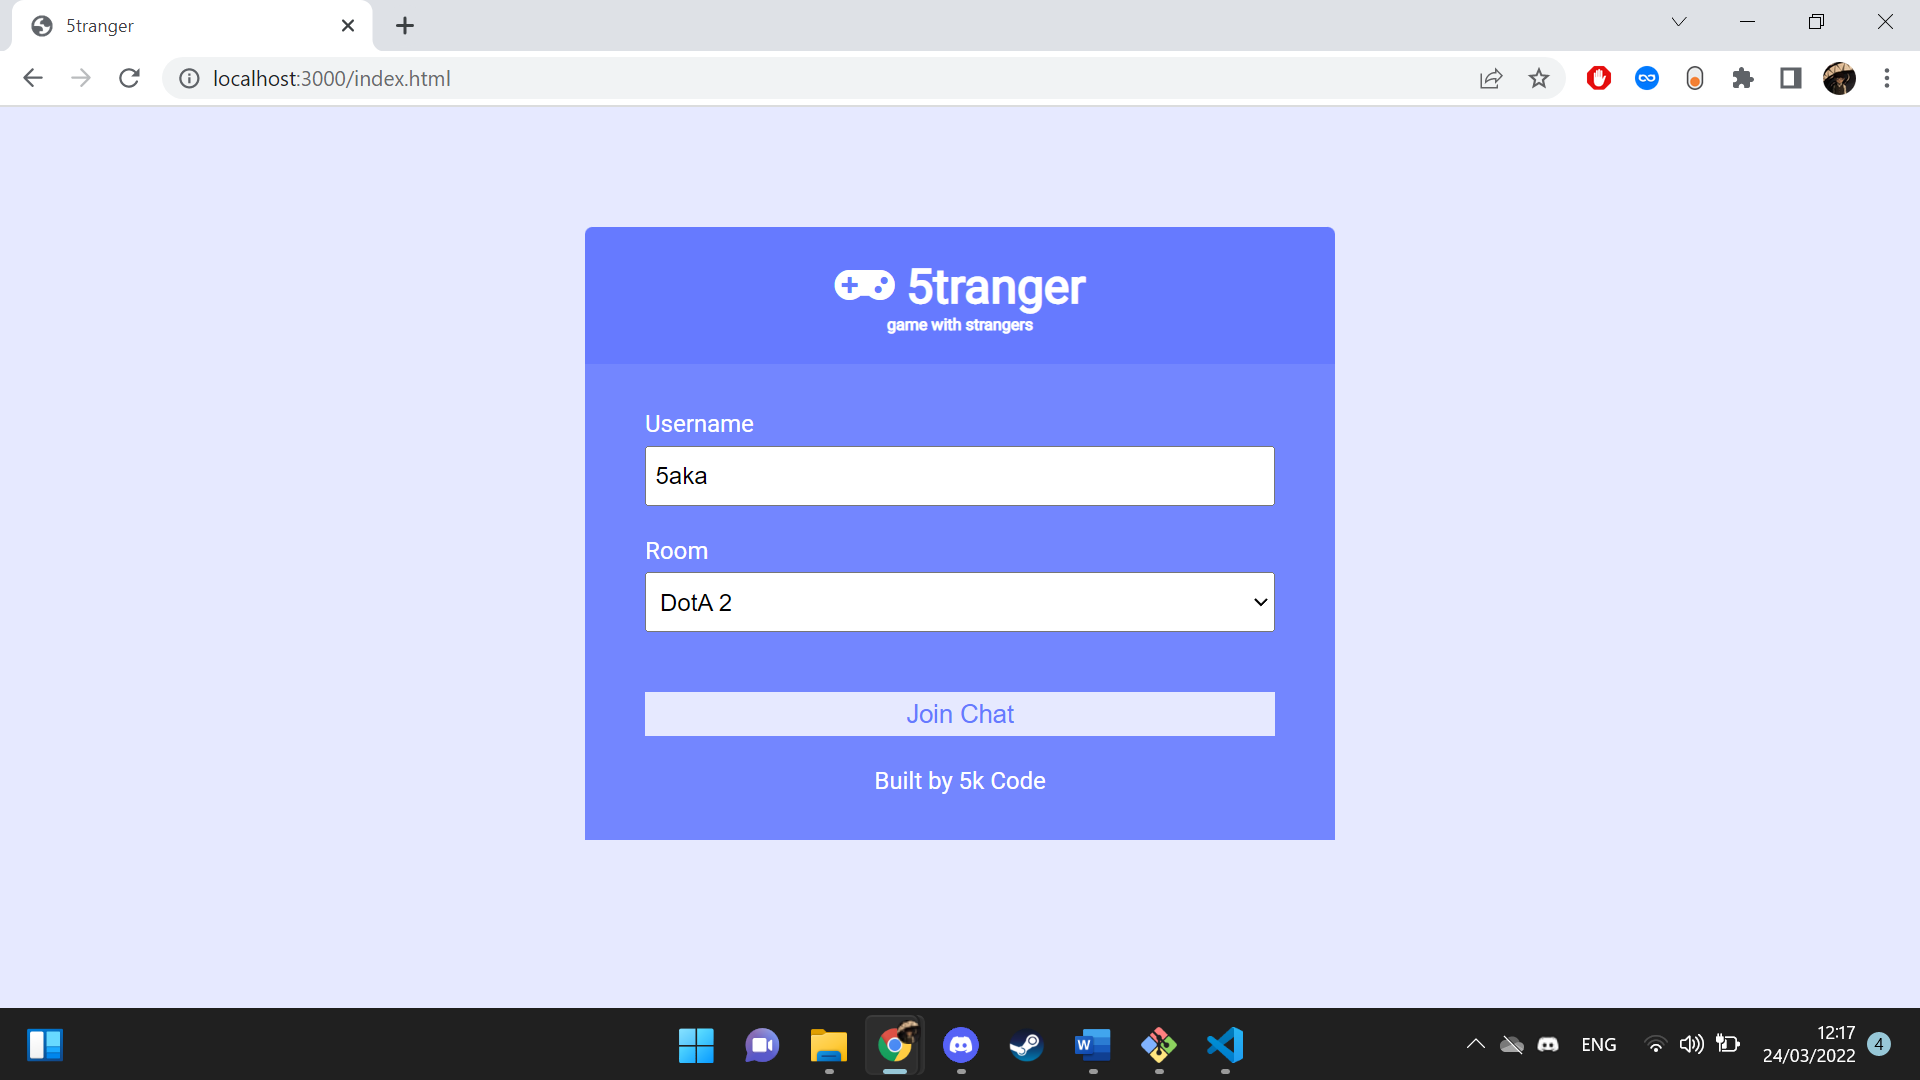 5tranger
localhost:3000/index.html
5tranger
game with strangers
Username
5aka
Room
DotA 2
Join Chat
Built by 5k Code
W
ENG
12:17
24/03/2022
4